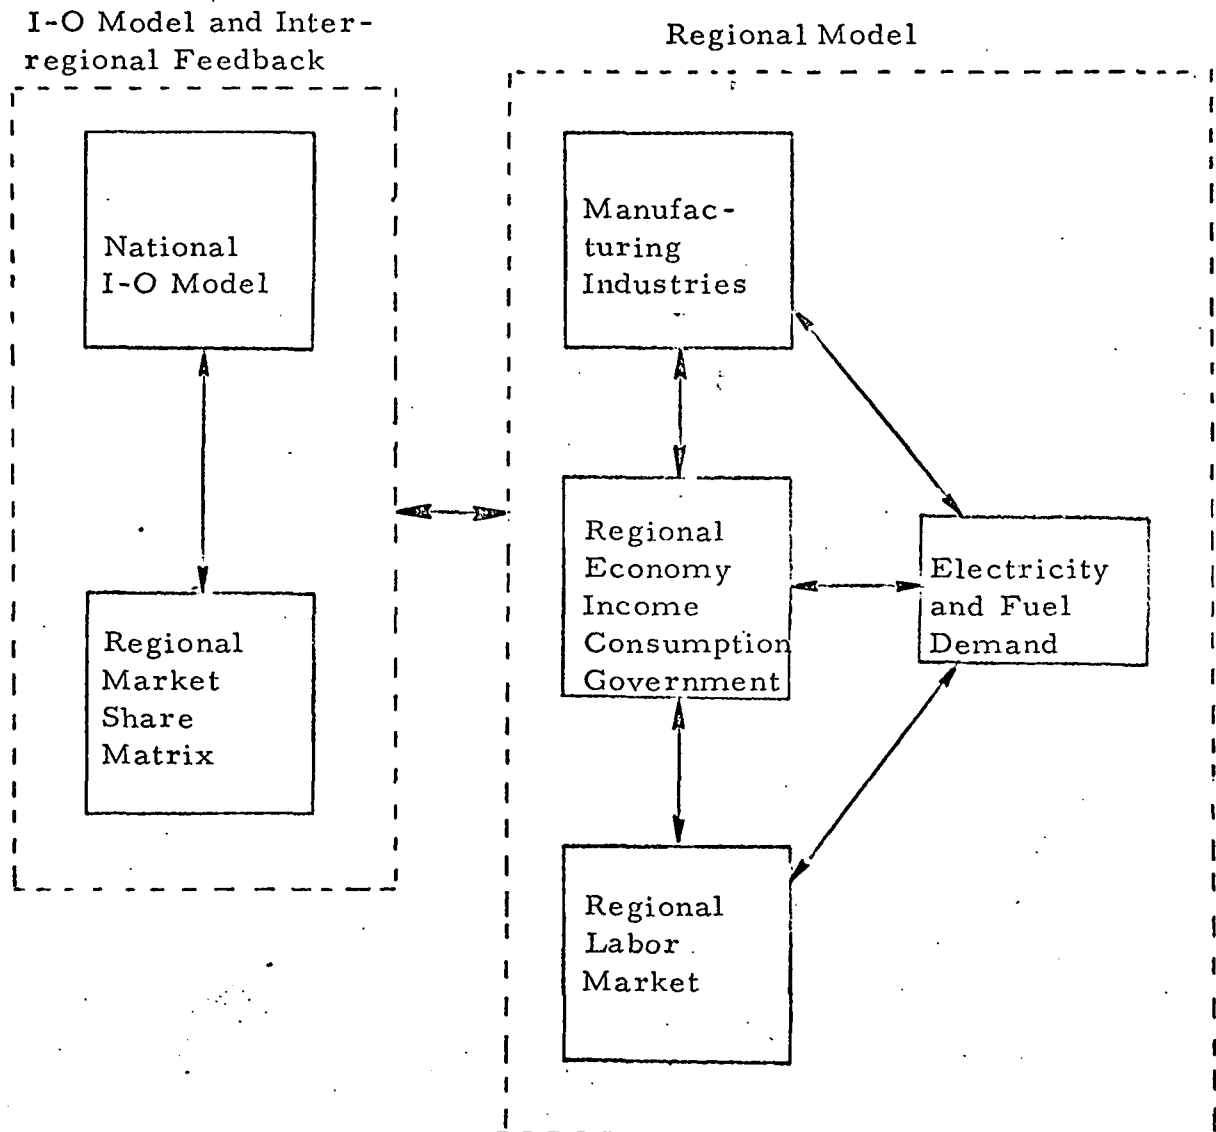 I-O Model and Inter-
regional Feedback
National
I-O Model
Regional
Market
Share
Matrix
Regional Model
Manufac-
turing
Industries
Regional
Economy
Income
Consumption
Government
Electricity
and Fuel
Demand
Regional
Labor
Market